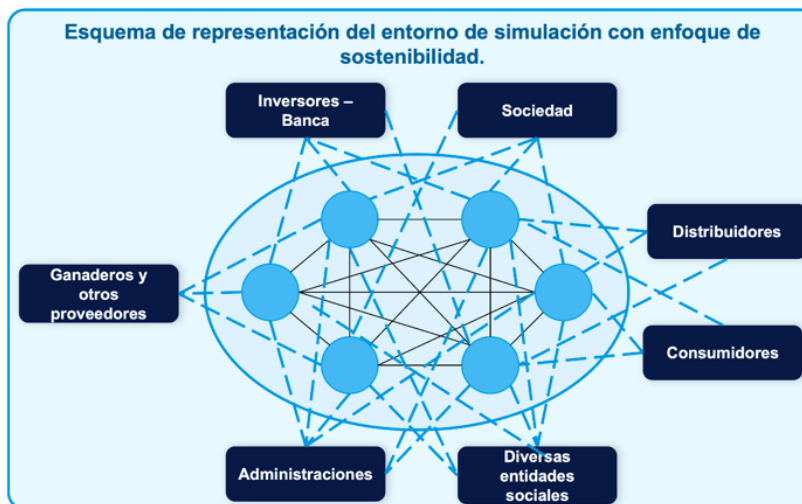 Esquema de representación del entorno de simulación con enfoque de
sostenibilidad.
Inversores –
Banca
Sociedad
Distribuidores
Ganaderos y
otros
proveedores
Consumidores
Administraciones
Diversas
entidades
sociales